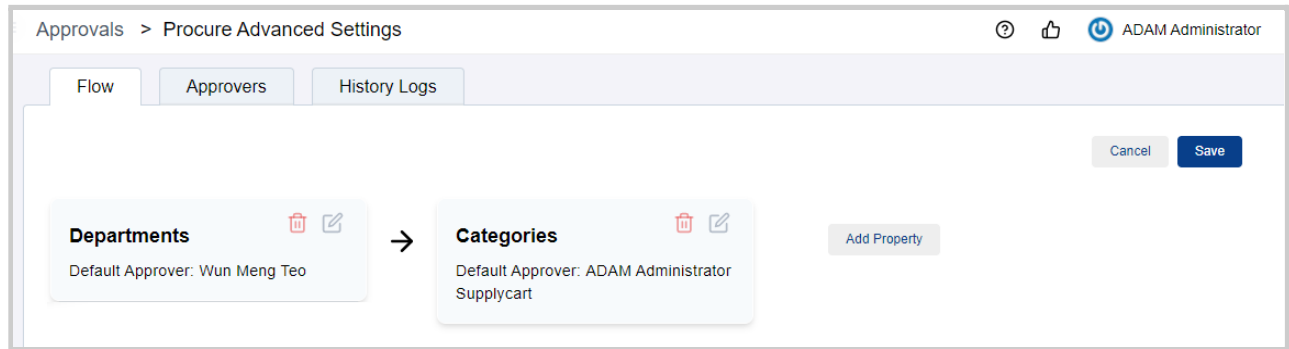 Approvals > Procure Advanced Settings
ADAM Administrator
Flow
Approvers
History Logs
Cancel
Save
Departments
Default Approver: Wun Meng Teo
Categories
Default Approver: ADAM Administrator
Supplycart
Add Property